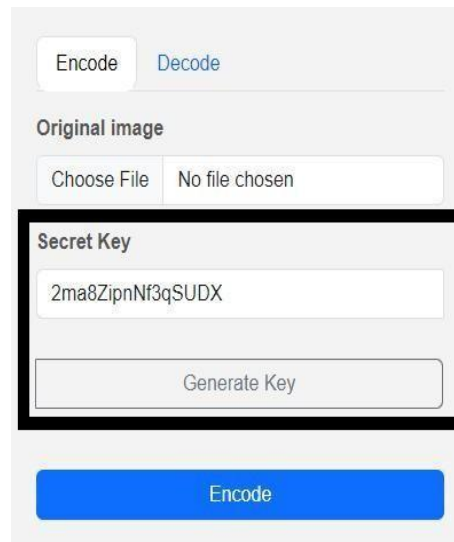 Encode Decode
Original image
Choose File No file chosen
Secret Key
2ma8ZipnNf3qSUDX
Generate Key
Encode